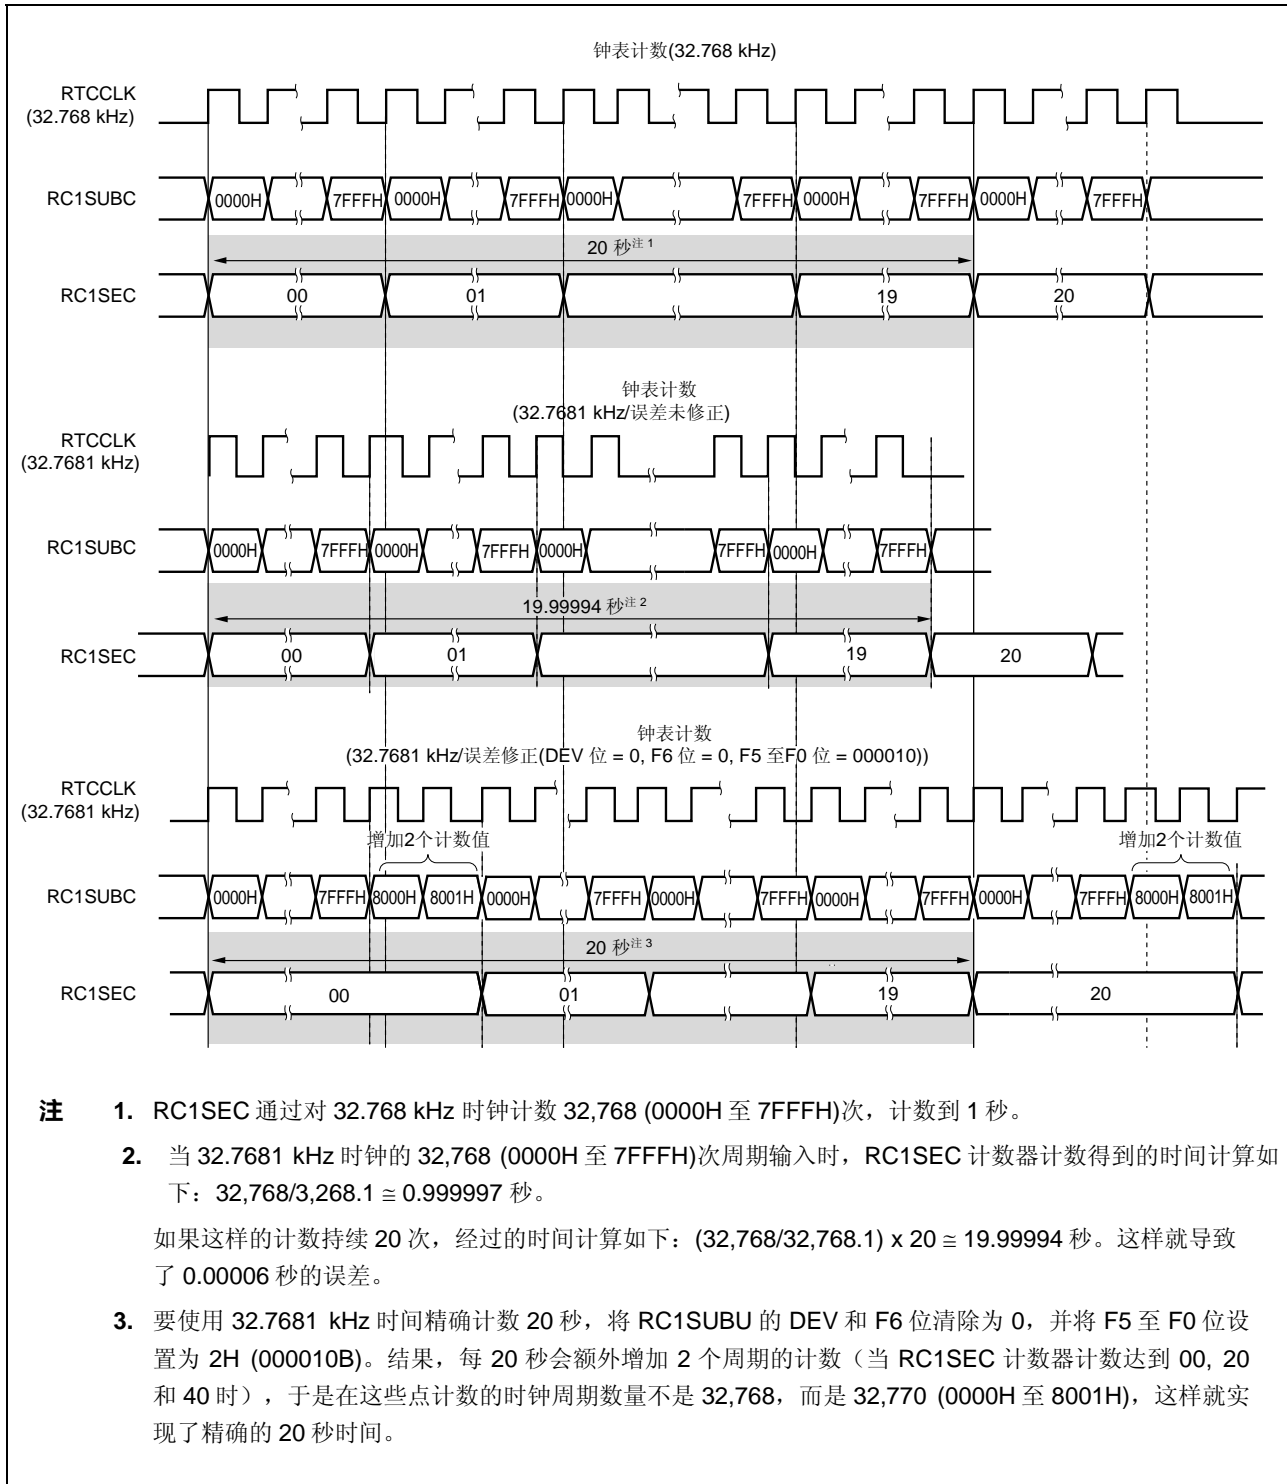 钟表计数(32.768 kHz)
RTCCLK
(32.768 kHz)
RC1SUBC
0000H 7FFFH 0000H 7FFFH 0000H 7FFFH 0000H 7FFFH 0000H 7FFFH
20 秒注 1
RC1SEC
00 01 19 20
钟表计数
(32.7681 kHz/误差未修正)
RTCCLK
(32.7681 kHz)
RC1SUBC
0000H 7FFFH 0000H 7FFFH 0000H 7FFFH 0000H 7FFFH
19.99994 秒注 2
RC1SEC
00 01 19 20
钟表计数
(32.7681 kHz/误差修正(DEV 位 = 0, F6 位 = 0, F5 至F0 位 = 000010))
RTCCLK
(32.7681 kHz)
增加2个计数值 增加2个计数值
RC1SUBC
0000H 7FFFH 8000H 8001H 0000H 7FFFH 0000H 7FFFH 0000H 7FFFH 0000H 7FFFH 8000H 8001H
20 秒注 3
RC1SEC
00 01 19 20
注 1. RC1SEC 通过对 32.768 kHz 时钟计数 32,768 (0000H 至 7FFFH)次，计数到 1 秒。
2. 当 32.7681 kHz 时钟的 32,768 (0000H 至 7FFFH)次周期输入时，RC1SEC 计数器计数得到的时间计算如
下：32,768/3,268.1 ≅ 0.999997 秒。
如果这样的计数持续 20 次，经过的时间计算如下：(32,768/32,768.1) x 20 ≅ 19.99994 秒。这样就导致
了 0.00006 秒的误差。
3. 要使用 32.7681 kHz 时间精确计数 20 秒，将 RC1SUBU 的 DEV 和 F6 位清除为 0，并将 F5 至 F0 位设
置为 2H (000010B)。结果，每 20 秒会额外增加 2 个周期的计数（当 RC1SEC 计数器计数达到 00, 20
和 40 时），于是在这些点计数的时钟周期数量不是 32,768，而是 32,770 (0000H 至 8001H)，这样就实
现了精确的 20 秒时间。